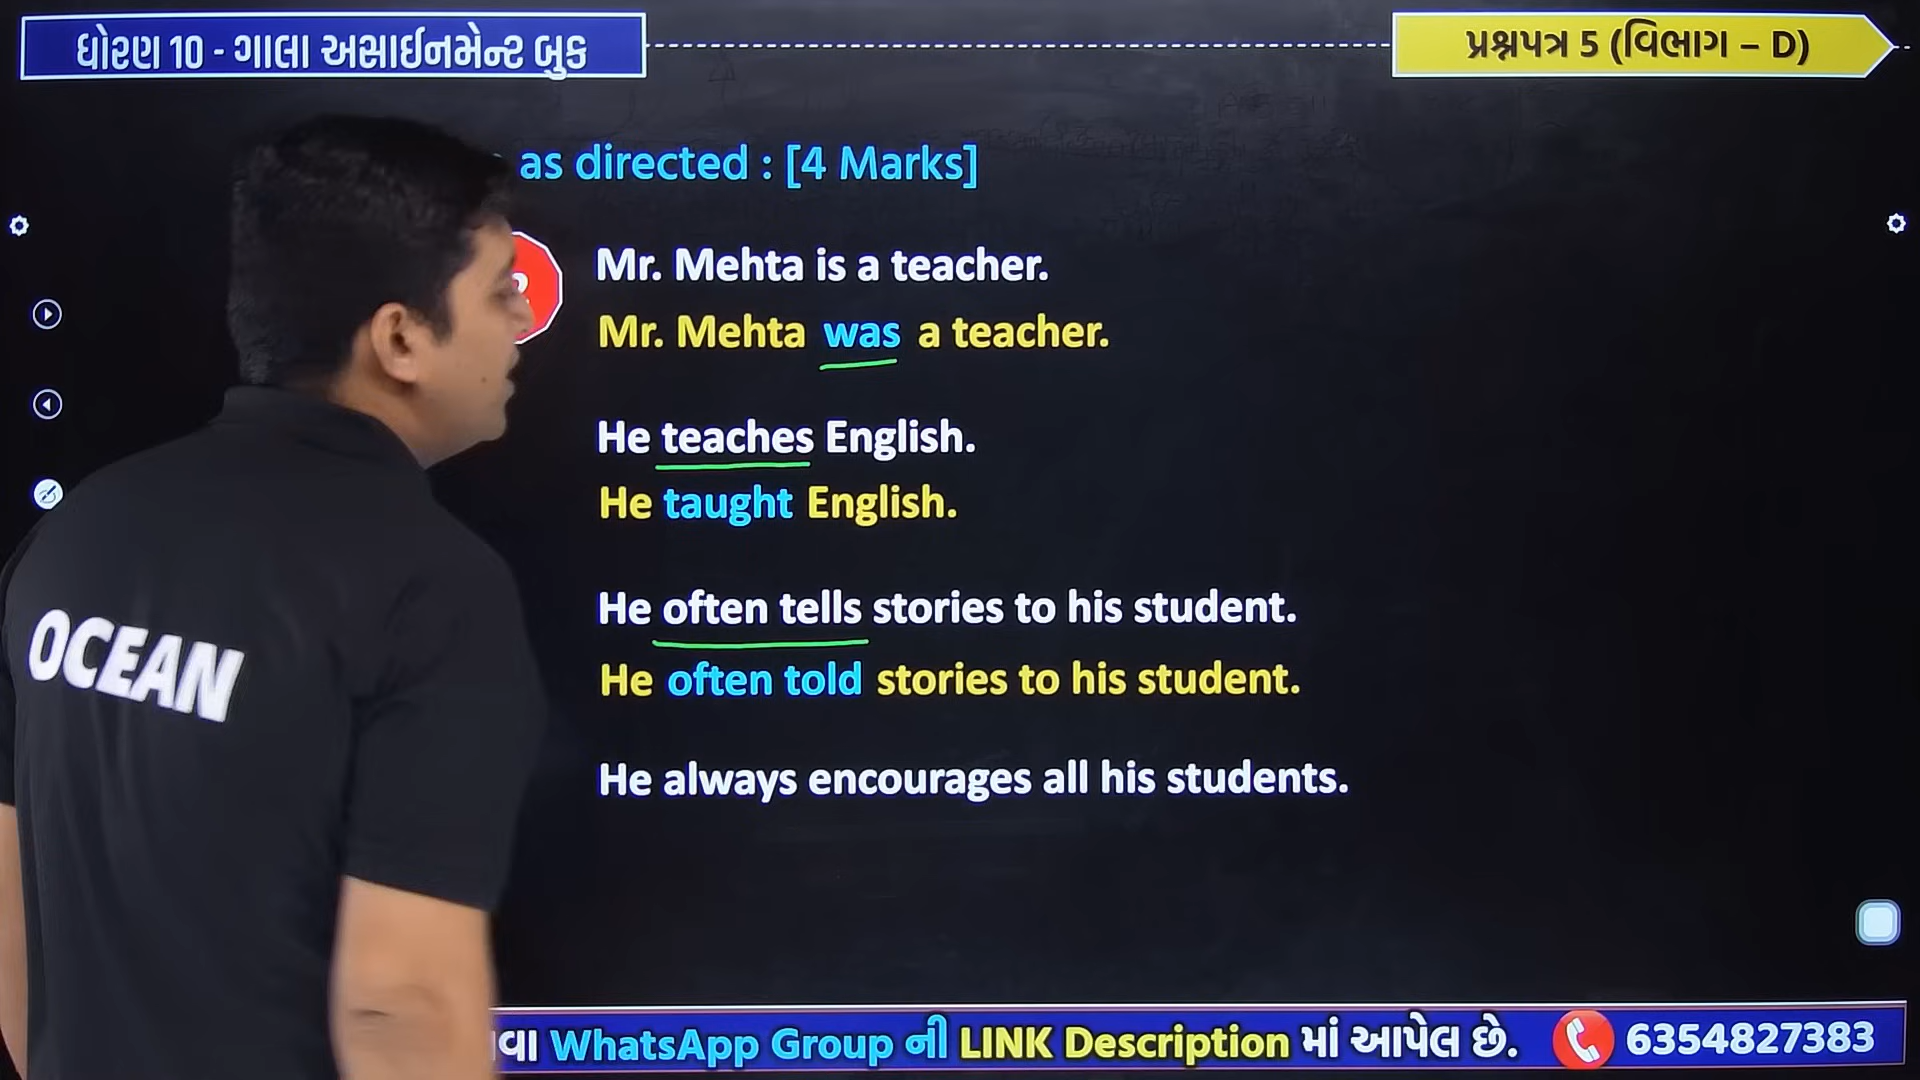 ધોરણ 10 - ગાલા અસાઈનમેન્ટ બુક
પ્રશ્નપત્ર 5 (વિભાગ – D)
as directed : [4 Marks]
Mr. Mehta is a teacher.
Mr. Mehta was a teacher.
He teaches English.
He taught English.
He often tells stories to his student.
He often told stories to his student.
He always encourages all his students.
OCEAN
WhatsApp Group ની LINK Description માં આપેલ છે. 6354827383